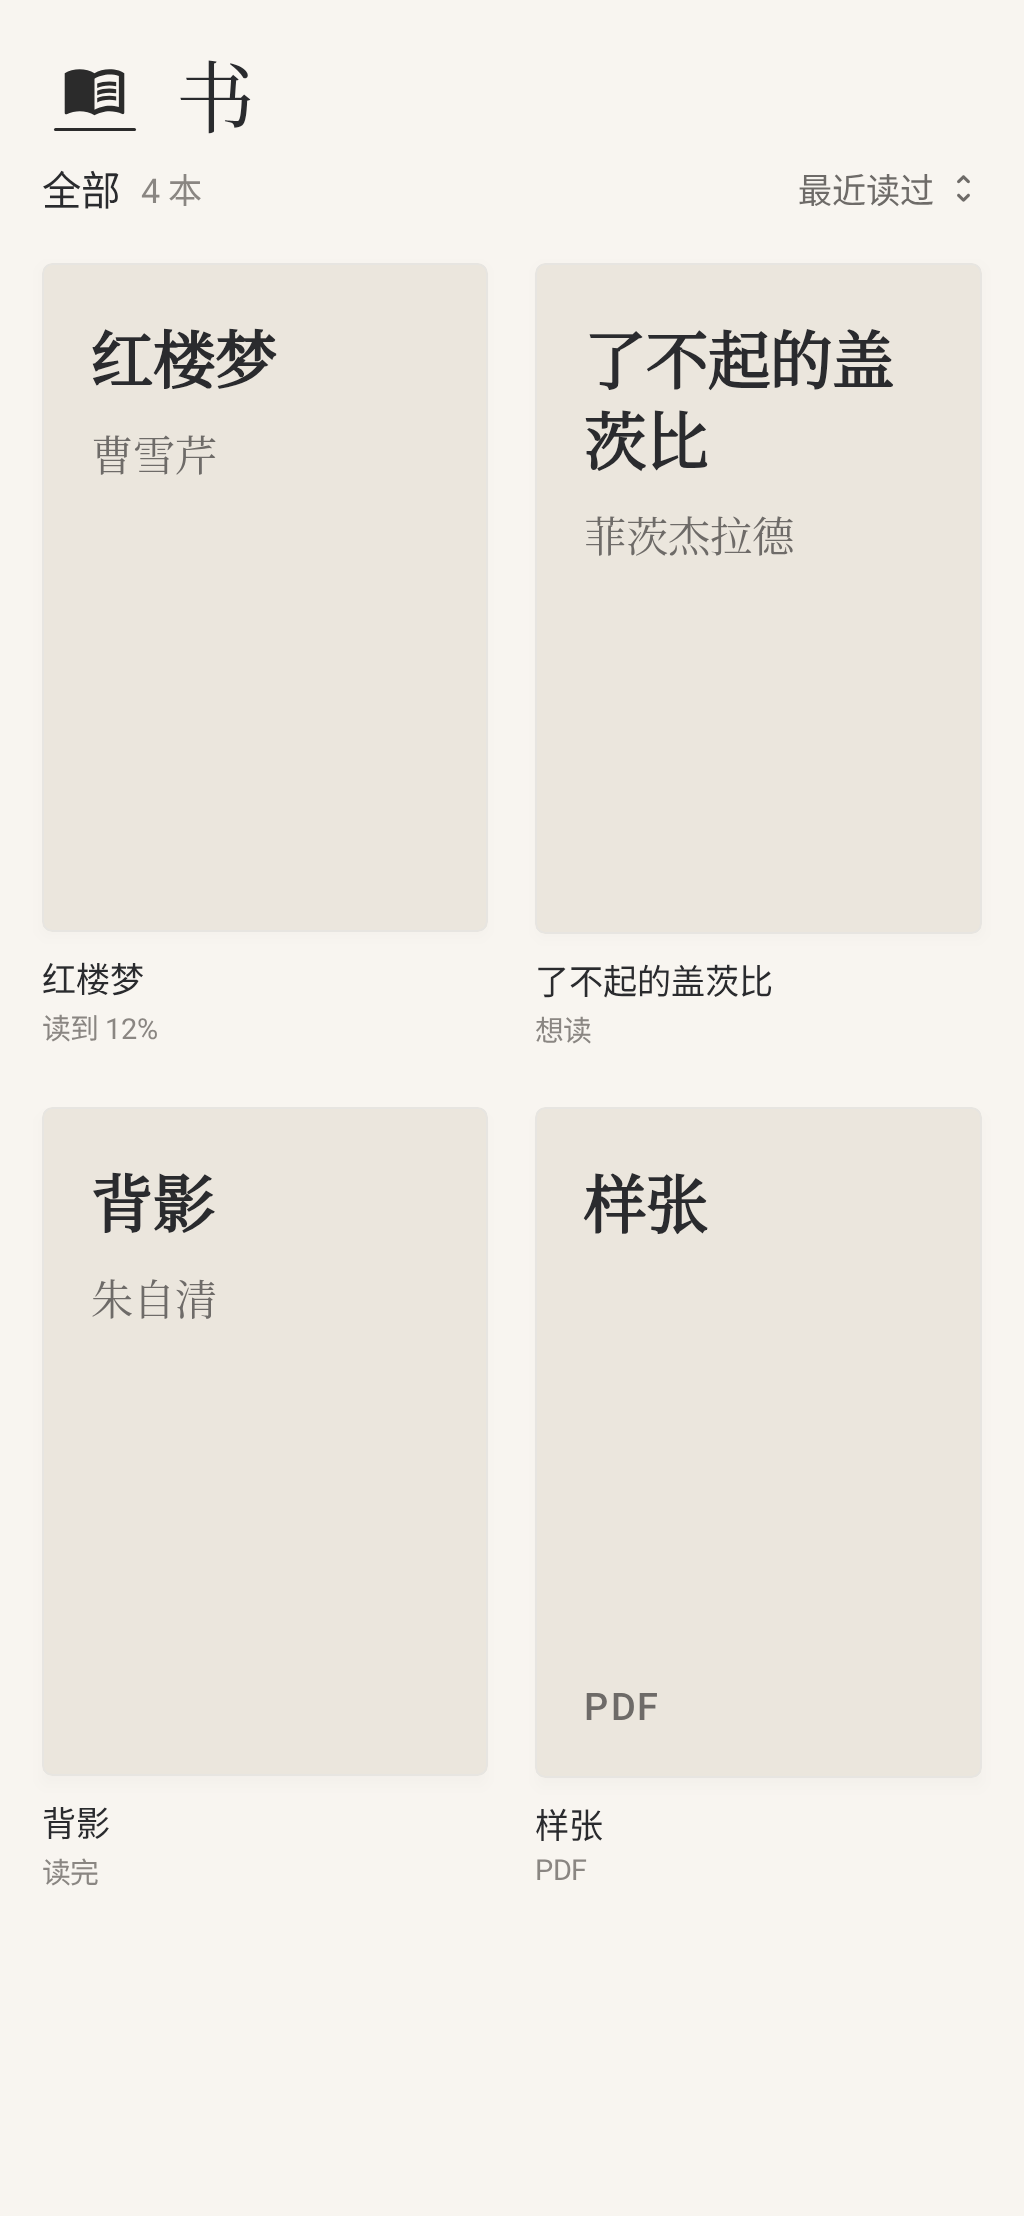 书
全部 4 本
最近读过
红楼梦
曹雪芹
了不起的盖
茨比
菲茨杰拉德
红楼梦
读到 12%
了不起的盖茨比
想读
背影
朱自清
样张
PDF
背影
读完
样张
PDF